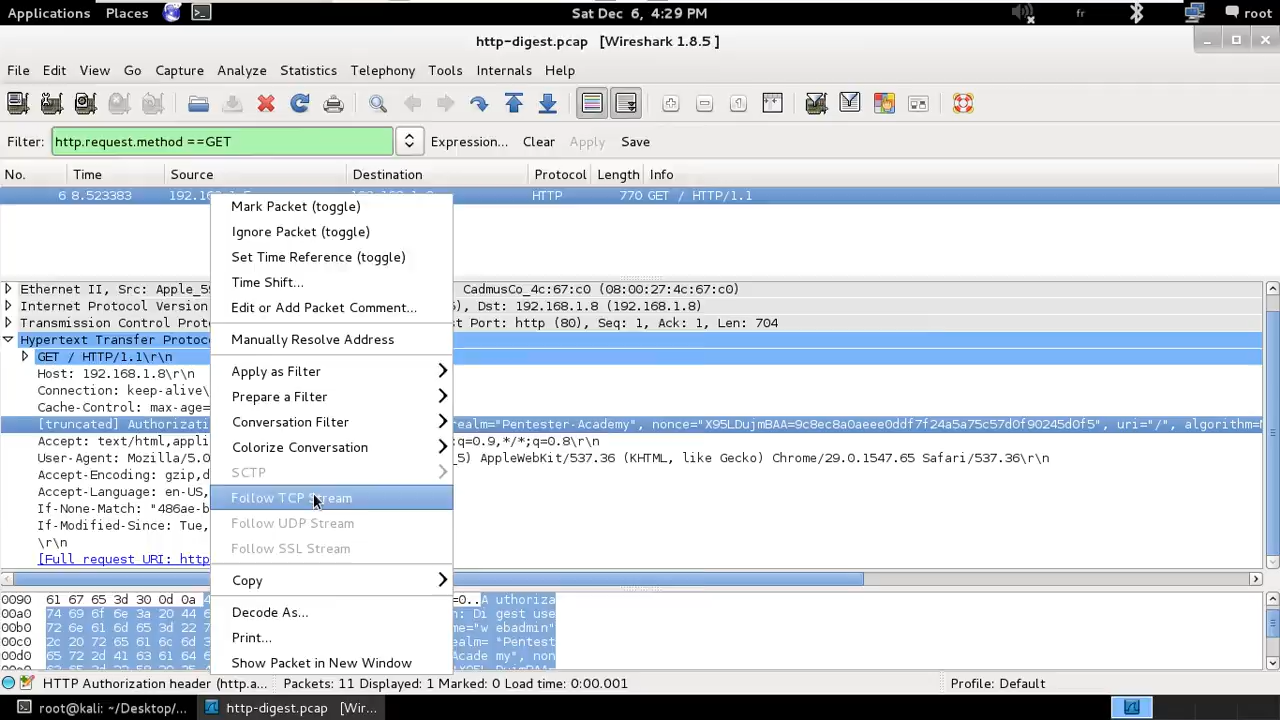 Applications Places Sat Dec 6, 4:29 PM fr root
http-digest.pcap [Wireshark 1.8.5 ]
File Edit View Go Capture Analyze Statistics Telephony Tools Internals Help
Filter: http.request.method ==GET Expression... Clear Apply Save
No. Time Source Destination Protocol Length Info
6 8.523383 HTTP 770 GET / HTTP/1.1
Mark Packet (toggle)
Ignore Packet (toggle)
Set Time Reference (toggle)
Time Shift...
Edit or Add Packet Comment...
Manually Resolve Address
Apply as Filter
Prepare a Filter
Conversation Filter
Colorize Conversation
SCTP
Follow TCP Stream
Follow UDP Stream
Follow SSL Stream
Copy
Decode As...
Print...
Show Packet in New Window
Ethernet II, Src: CadmusCo_4c:67:c0 (08:00:27:4c:67:c0)
Internet Protocol Version Dst: 192.168.1.8 (192.168.1.8)
Transmission Control Port: http (80), Seq: 1, Ack: 1, Len: 704
Hypertext Transfer
GET / HTTP/1.1\r\n
Host: 192.168.1.8\r\n
Connection: keep-alive\
Cache-Control: max-age=
[truncated] Authorizati ealm="Pentester-Academy", uri="/", algorithm=
Accept: text/html,appli ;q=0.9,*/*;q=0.8\r\n
User-Agent: Mozilla/5.0 _5) AppleWebKit/537.36 (KHTML, like Gecko) Chrome/29.0.1547.65 Safari/537.36\r\n
Accept-Encoding: gzip,d
Accept-Language: en-US,
If-None-Match: "486ae-b
If-Modified-Since: Tue,
\r\n
[Full request URI: http
0090 61 67 65 3d 30 0d 0a =0..A uthoriza
00a0 74 69 6f 6e 3a 20 44 n: Di gest use
00b0 72 6e 61 6d 65 3d 22 me="w ebadmin"
00c0 2c 20 72 65 61 6c 6d realm= "Pentest
00d0 65 72 2d 41 63 61 64 Acade my", non
HTTP Authorization header (http.a... Packets: 11 Displayed: 1 Marked: 0 Load time: 0:00.001 Profile: Default
root@kali: ~/Desktop/... http-digest.pcap [Wir...